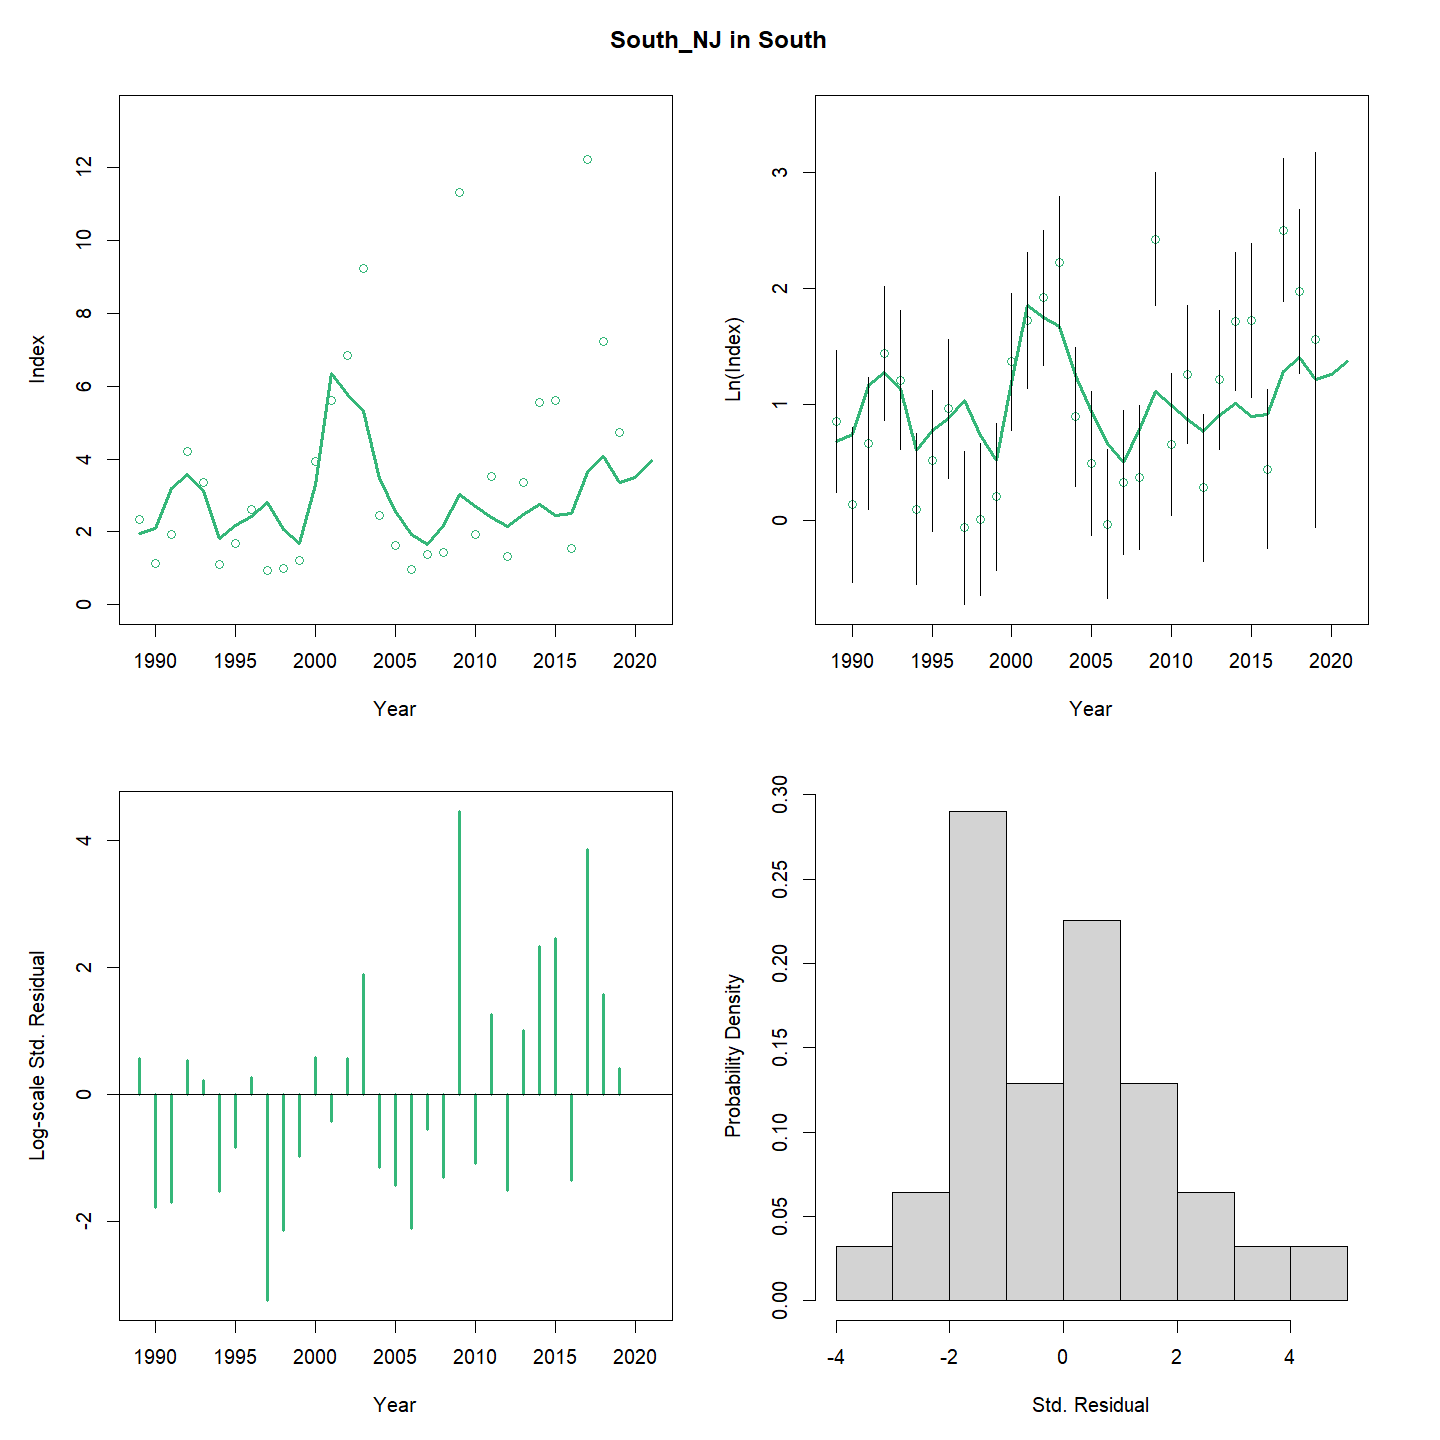 South_NJ in South
Index
0 2 4 6 8 10 12
1990 1995 2000 2005 2010 2015 2020
Year
Ln(Index)
0 1 2 3
1990 1995 2000 2005 2010 2015 2020
Year
Log-scale Std. Residual
-2 0 2 4
1990 1995 2000 2005 2010 2015 2020
Year
Probability Density
0.00 0.05 0.10 0.15 0.20 0.25 0.30
-4 -2 0 2 4
Std. Residual